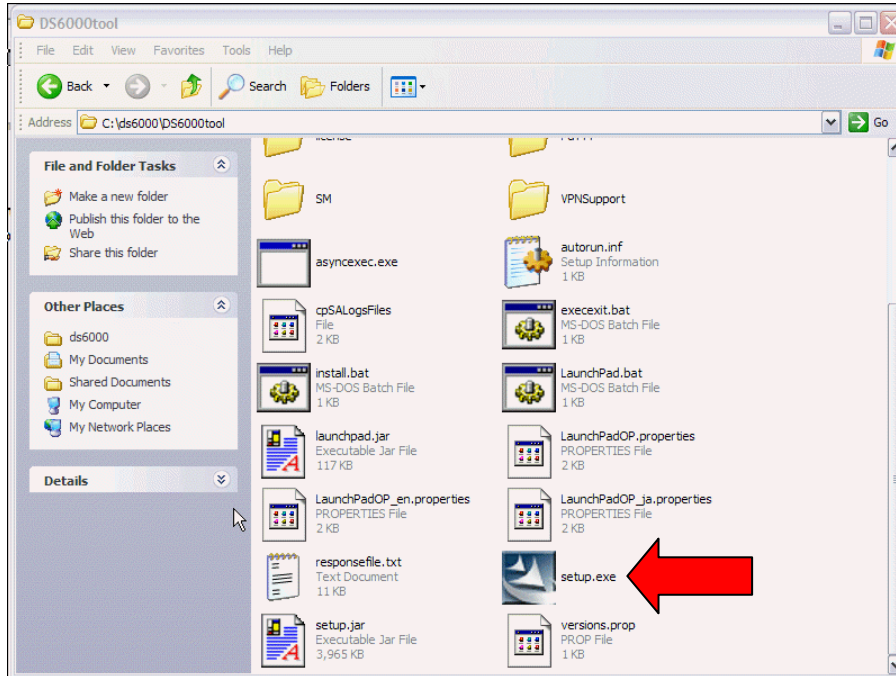 DS6000tool
File Edit View Favorites Tools Help
Back Search Folders
Address C:\ds6000\DS6000tool Go
File and Folder Tasks
Make a new folder
Publish this folder to the
Web
Share this folder
Other Places
ds6000
My Documents
Shared Documents
My Computer
My Network Places
Details
SM
VPNSupport
asyncexec.exe
autorun.inf
Setup Information
1 KB
cpSALogsFiles
File
2 KB
execexit.bat
MS-DOS Batch File
1 KB
install.bat
MS-DOS Batch File
1 KB
LaunchPad.bat
MS-DOS Batch File
1 KB
launchpad.jar
Executable Jar File
117 KB
LaunchPadOP.properties
PROPERTIES File
2 KB
LaunchPadOP_en.properties
PROPERTIES File
2 KB
LaunchPadOP_ja.properties
PROPERTIES File
2 KB
responsefile.txt
Text Document
11 KB
setup.exe
setup.jar
Executable Jar File
3,965 KB
versions.prop
PROP File
1 KB